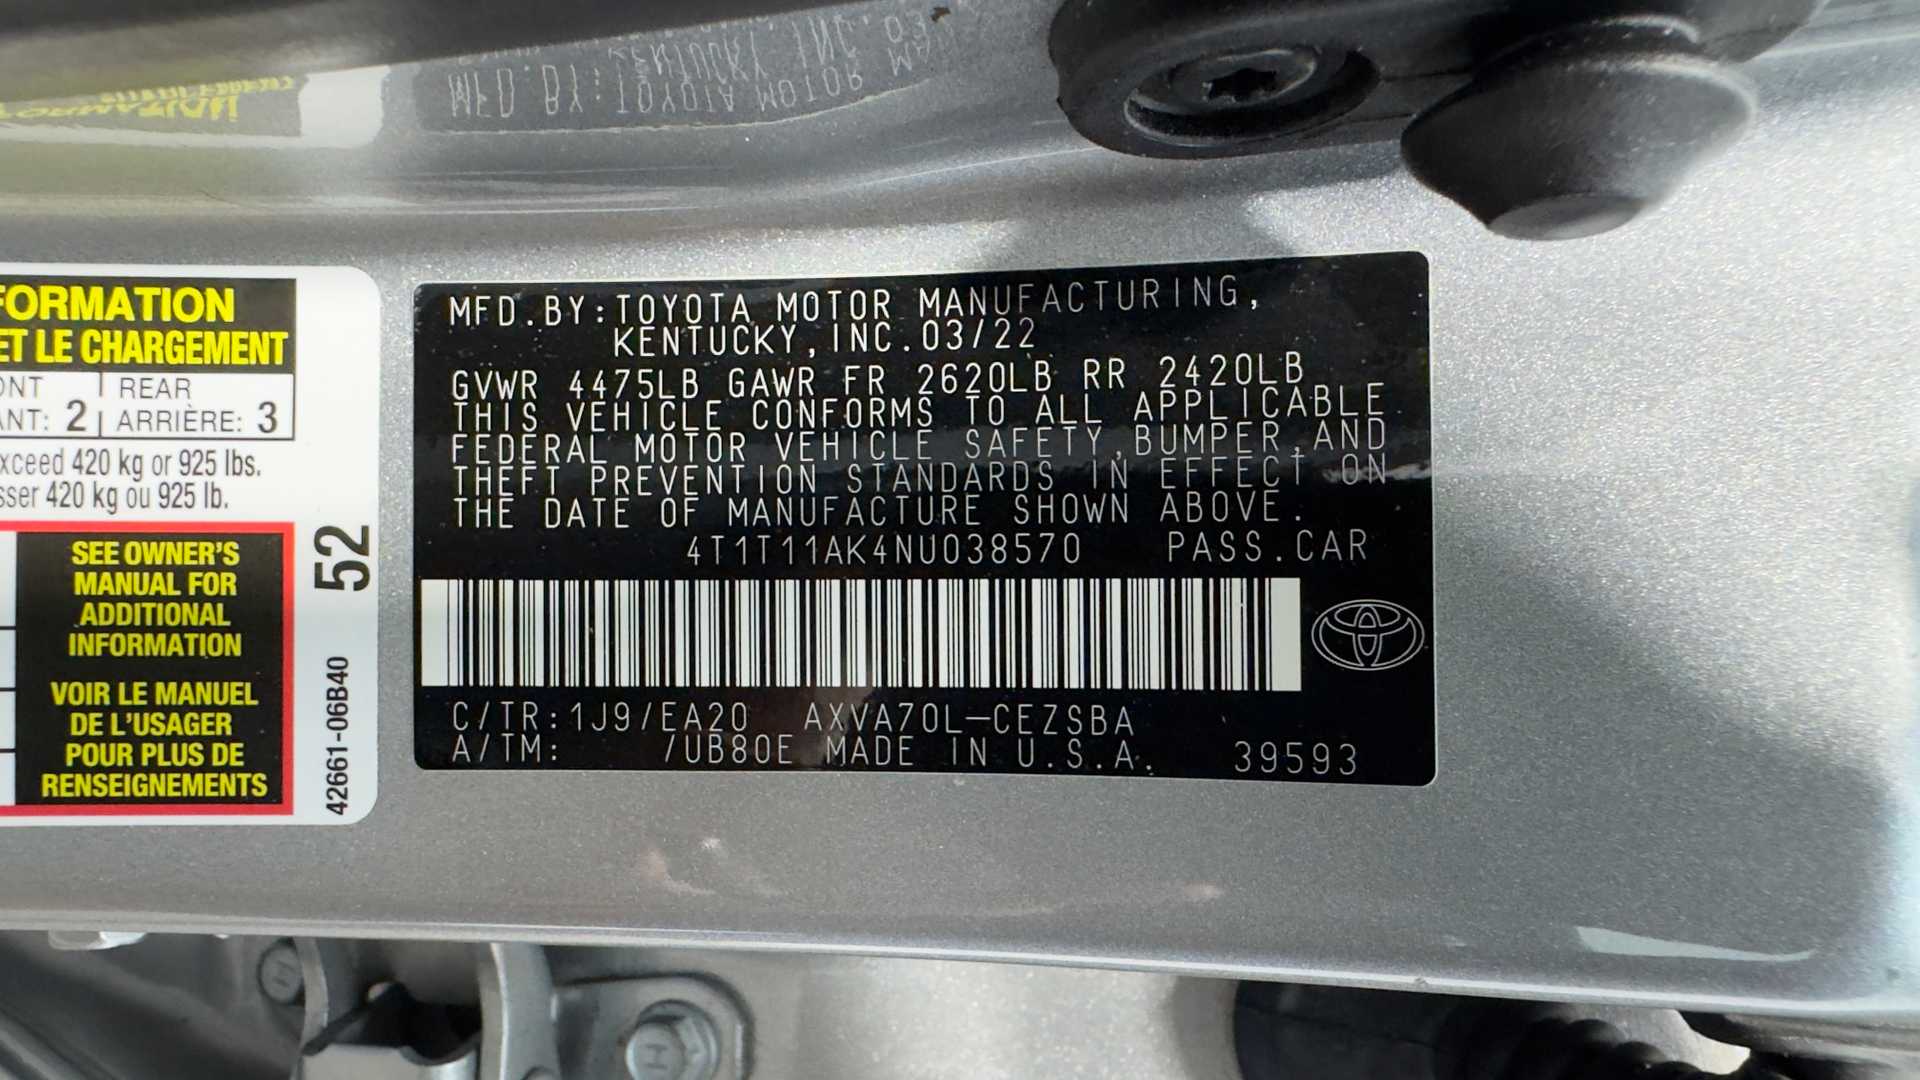 FORMATION
ET LE CHARGEMENT
REAR
ANT: 2 ARRIÈRE: 3
xceed 420 kg or 925 lbs.
sser 420 kg ou 925 lb.
SEE OWNER'S
MANUAL FOR
ADDITIONAL
INFORMATION
VOIR LE MANUEL
DE L'USAGER
POUR PLUS DE
RENSEIGNEMENTS
52
42661-06B40
MFD.BY:TOYOTA MOTOR MANUFACTURING,
KENTUCKY,INC.03/22
GVWR 4475LB GAWR FR 2620LB RR 2420LB
THIS VEHICLE CONFORMS TO ALL APPLICABLE
FEDERAL MOTOR VEHICLE SAFETY,BUMPER,AND
THEFT PREVENTION STANDARDS IN EFFECT ON
THE DATE OF MANUFACTURE SHOWN ABOVE.
4T1T11AK4NU038570 PASS.CAR
C/TR:1J9/EA20 AXVA70L-CEZSBA
A/TM: /UB80E MADE IN U.S.A. 39593